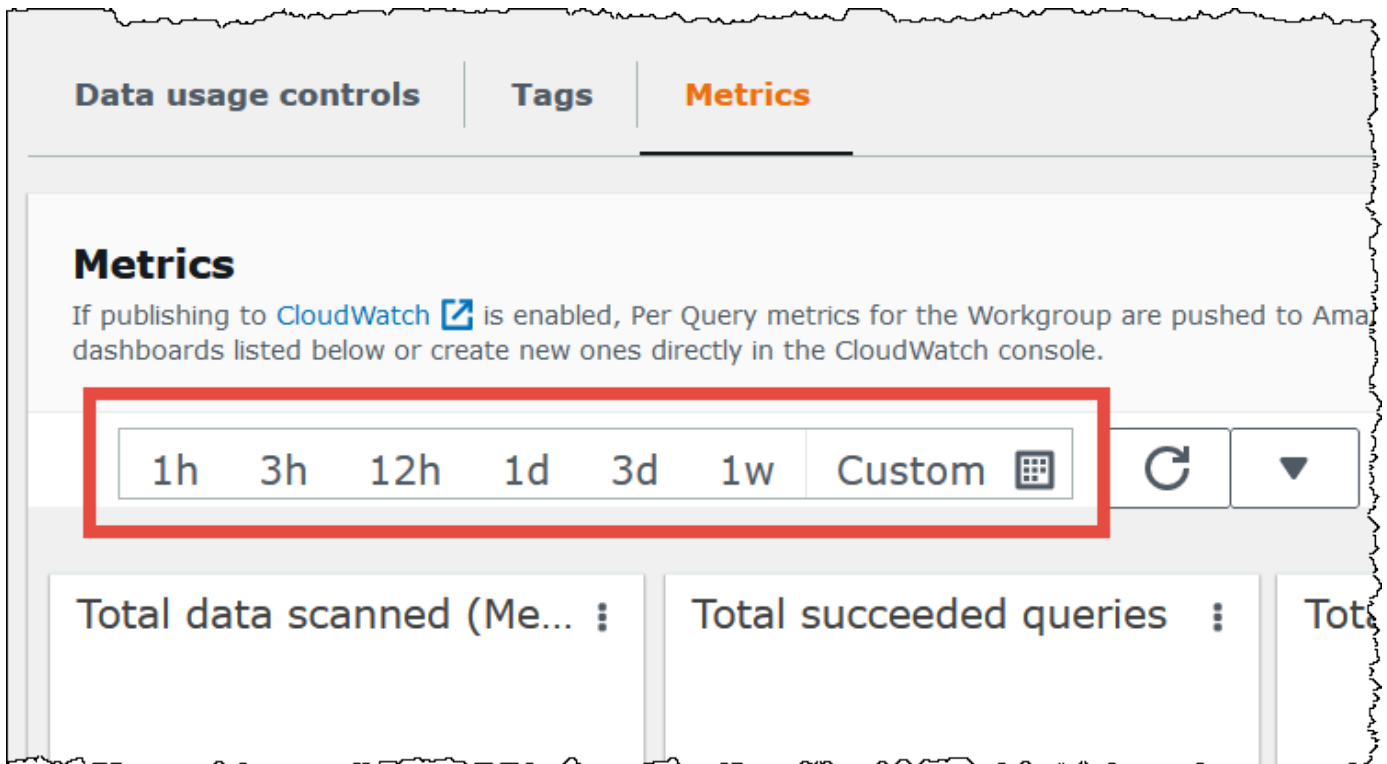 Data usage controls Tags Metrics
Metrics
If publishing to CloudWatch is enabled, Per Query metrics for the Workgroup are pushed to Ama
dashboards listed below or create new ones directly in the CloudWatch console.
1h 3h 12h 1d 3d 1w Custom
Total data scanned (Me... Total succeeded queries Tota